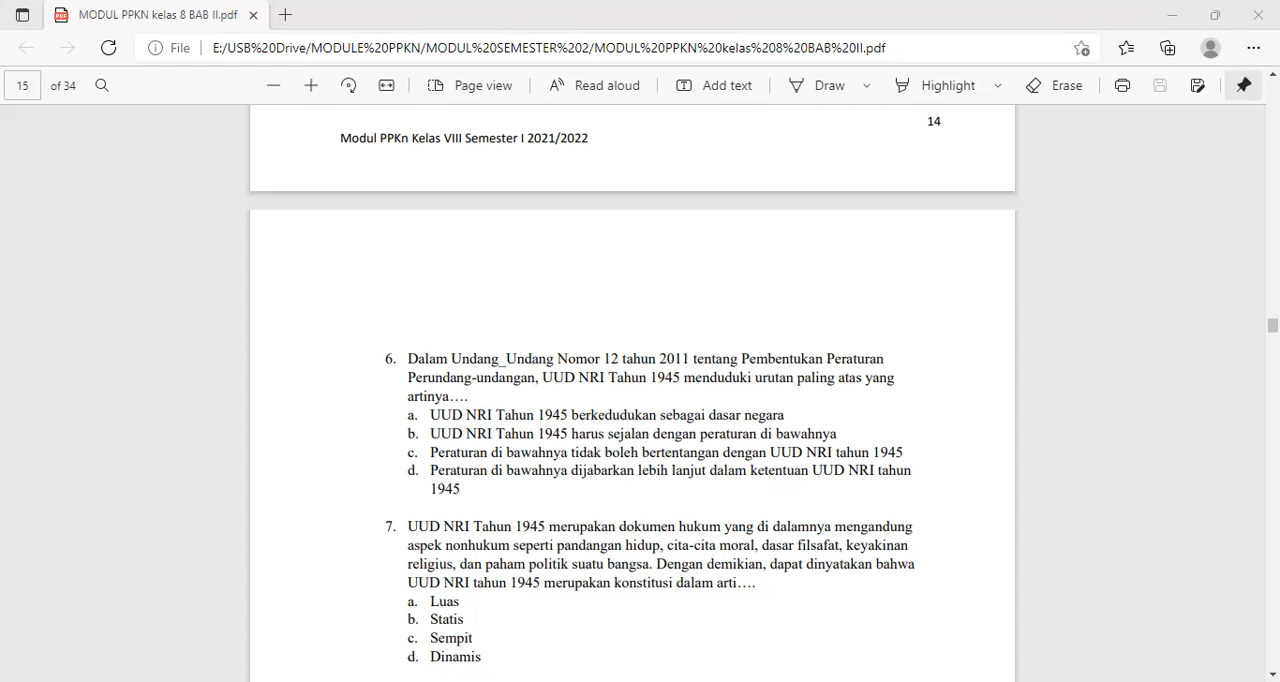 MODUL PPKN kelas 8 BAB II.pdf
File
E:/USB%20Drive/MODULE%20PPKN/MODUL%20SEMESTER%202/MODUL%20PPKN%20kelas%208%20BAB%20II.pdf
15 of 34 Page view Read aloud Add text Draw Highlight Erase
14
Modul PPKn Kelas VIII Semester I 2021/2022
6. Dalam Undang_Undang Nomor 12 tahun 2011 tentang Pembentukan Peraturan
Perundang-undangan, UUD NRI Tahun 1945 menduduki urutan paling atas yang
artinya….
a. UUD NRI Tahun 1945 berkedudukan sebagai dasar negara
b. UUD NRI Tahun 1945 harus sejalan dengan peraturan di bawahnya
c. Peraturan di bawahnya tidak boleh bertentangan dengan UUD NRI tahun 1945
d. Peraturan di bawahnya dijabarkan lebih lanjut dalam ketentuan UUD NRI tahun
1945
7. UUD NRI Tahun 1945 merupakan dokumen hukum yang di dalamnya mengandung
aspek nonhukum seperti pandangan hidup, cita-cita moral, dasar filsafat, keyakinan
religius, dan paham politik suatu bangsa. Dengan demikian, dapat dinyatakan bahwa
UUD NRI tahun 1945 merupakan konstitusi dalam arti….
a. Luas
b. Statis
c. Sempit
d. Dinamis